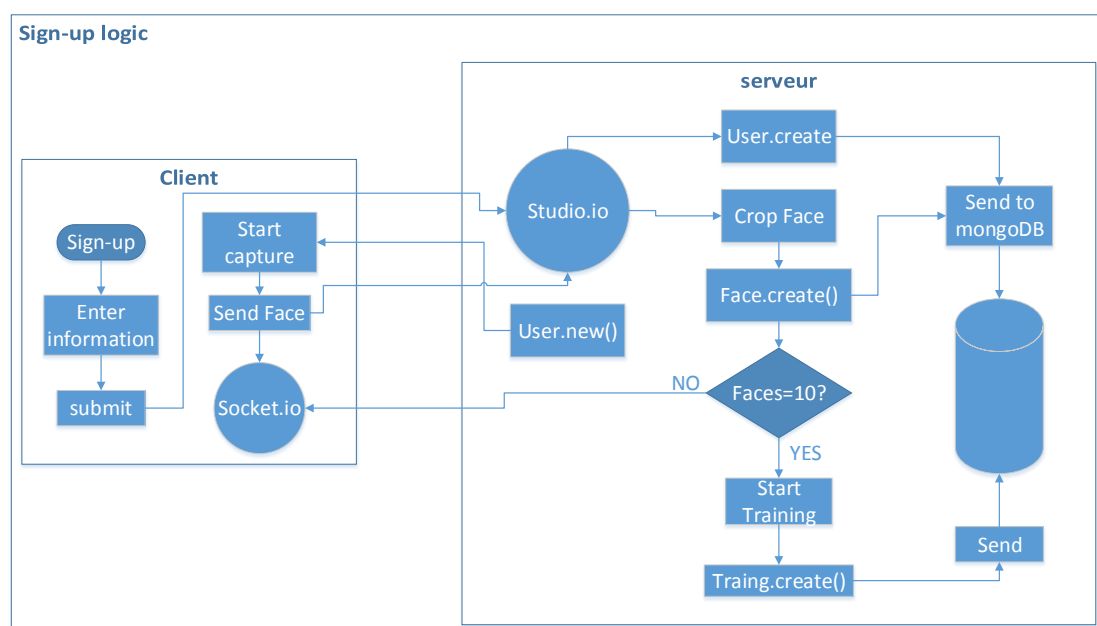 Sign-up logic
Client
Sign-up
Enter
information
submit
Start
capture
Send Face
Socket.io
serveur
Studio.io
User.create
Crop Face
Send to
mongoDB
Face.create()
User.new()
Faces=10?
NO
YES
Start
Training
Traing.create()
Send